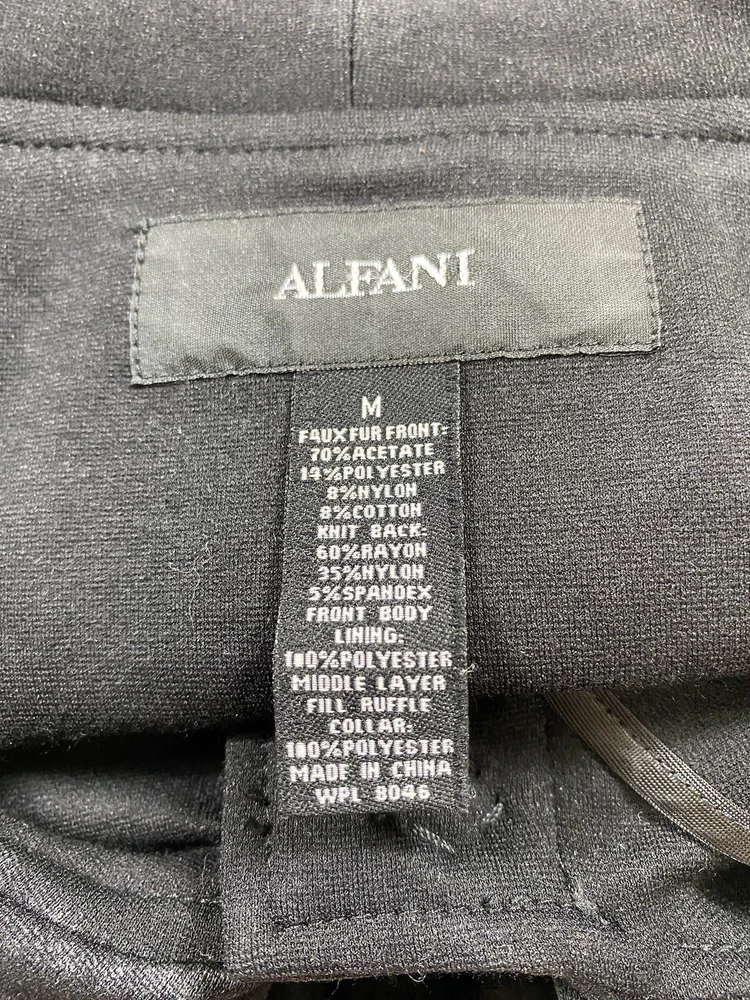 ALFANI
M
FAUX FUR FRONT:
70%ACETATE
14%POLYESTER
8%NYLON
8%COTTON
KNIT BACK:
60%RAYON
35%NYLON
5%SPANDEX
FRONT BODY
LINING:
100%POLYESTER
MIDDLE LAYER
FILL RUFFLE
COLLAR:
100%POLYESTER
MADE IN CHINA
WPL 8046